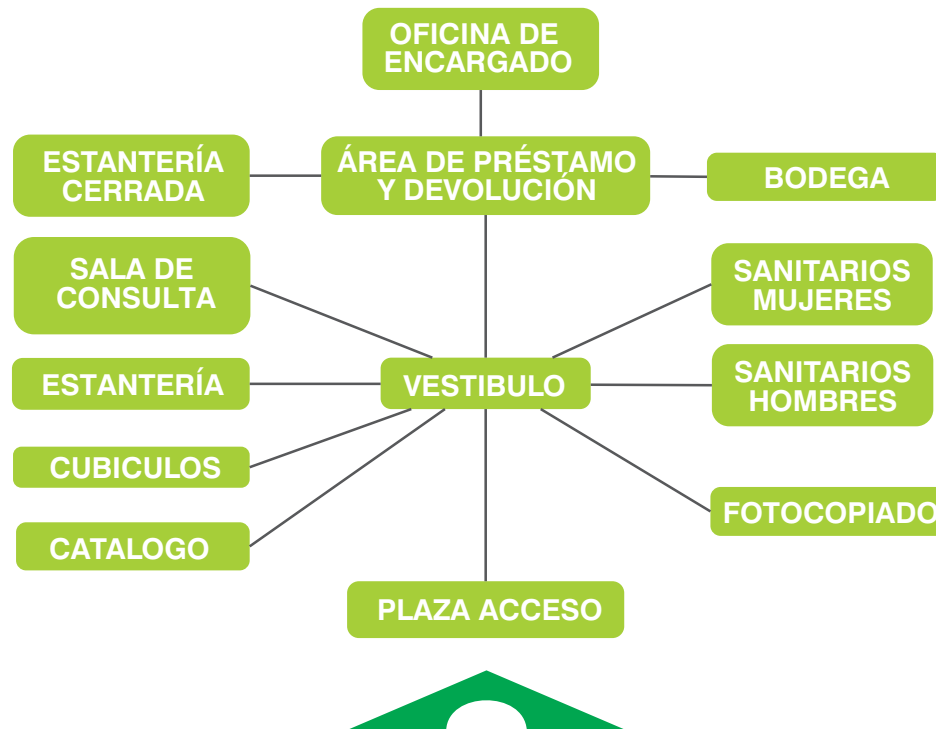 OFICINA DE
ENCARGADO
ESTANTERÍA
CERRADA
ÁREA DE PRÉSTAMO
Y DEVOLUCIÓN
BODEGA
SALA DE
CONSULTA
SANITARIOS
MUJERES
ESTANTERÍA
VESTIBULO
SANITARIOS
HOMBRES
CUBICULOS
FOTOCOPIADO
CATALOGO
PLAZA ACCESO